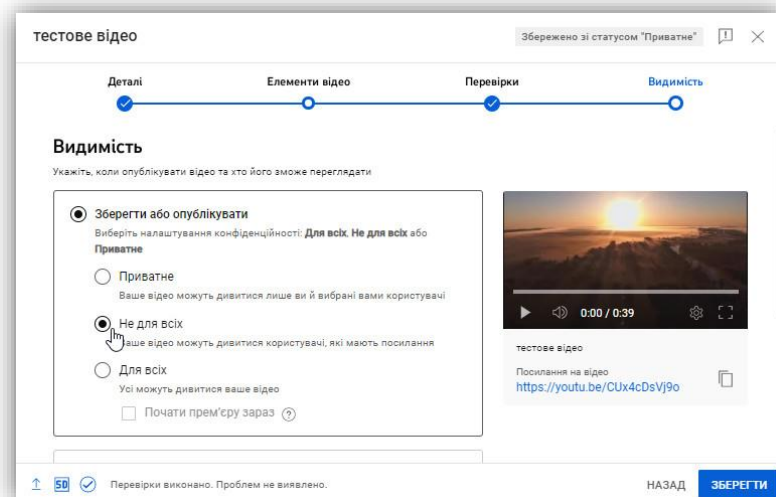 тестове відео
Збережено зі статусом "Приватне"
Деталі
Елементи відео
Перевірки
Видимість
Видимість
Укажіть, коли опублікувати відео та хто його зможе переглядати
Зберегти або опублікувати
Виберіть налаштування конфіденційності: Для всіх, Не для всіх або
Приватне
Приватне
Ваше відео можуть дивитися лише ви й вибрані вами користувачі
Не для всіх
Ваше відео можуть дивитися користувачі, які мають посилання
Для всіх
Усі можуть дивитися ваше відео
Почати прем'єру зараз
0:00 / 0:39
тестове відео
Посилання на відео
https://youtu.be/CUx4cDsVj9o
SD
Перевірки виконано. Проблем не виявлено.
НАЗАД
ЗБЕРЕГТИ